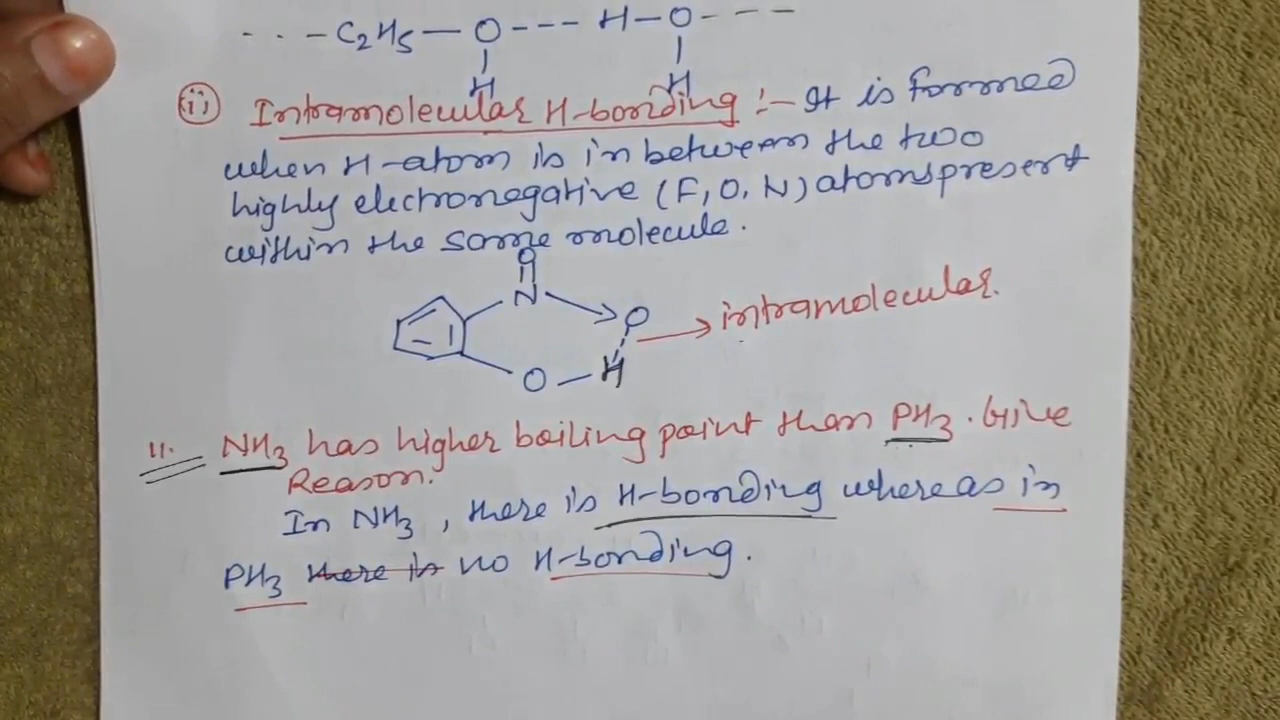 ---C2H5—O---H—O---
H H
(ii) Intramolecular H-bonding :- It is formed
when H-atom is in between the two
highly electronegative (F, O, N) atoms present
within the same molecule.
O
N O → intramolecular.
O—H
11. NH3 has higher boiling point than PH3. Give
Reason.
In NH3, there is H-bonding whereas in
PH3 there is no H-bonding.